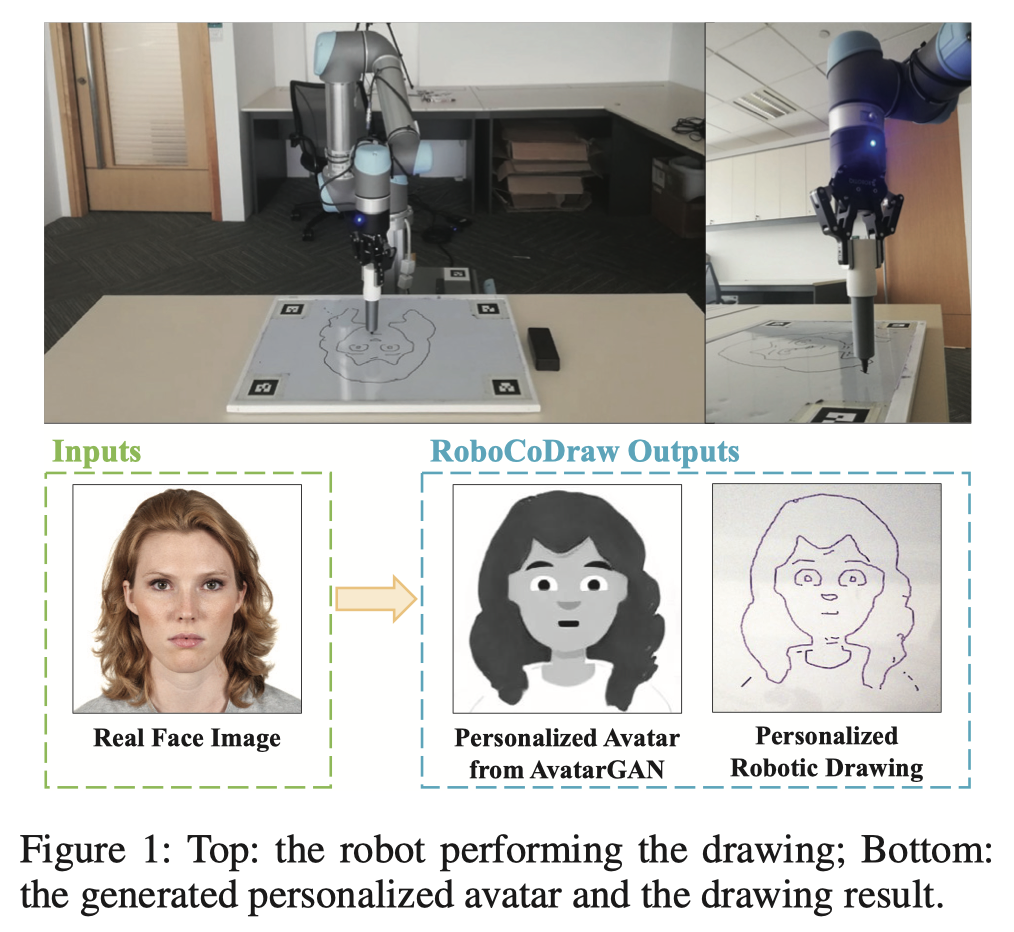 Inputs
RoboCoDraw Outputs
Real Face Image
Personalized Avatar
from AvatarGAN
Personalized
Robotic Drawing
Figure 1: Top: the robot performing the drawing; Bottom:
the generated personalized avatar and the drawing result.